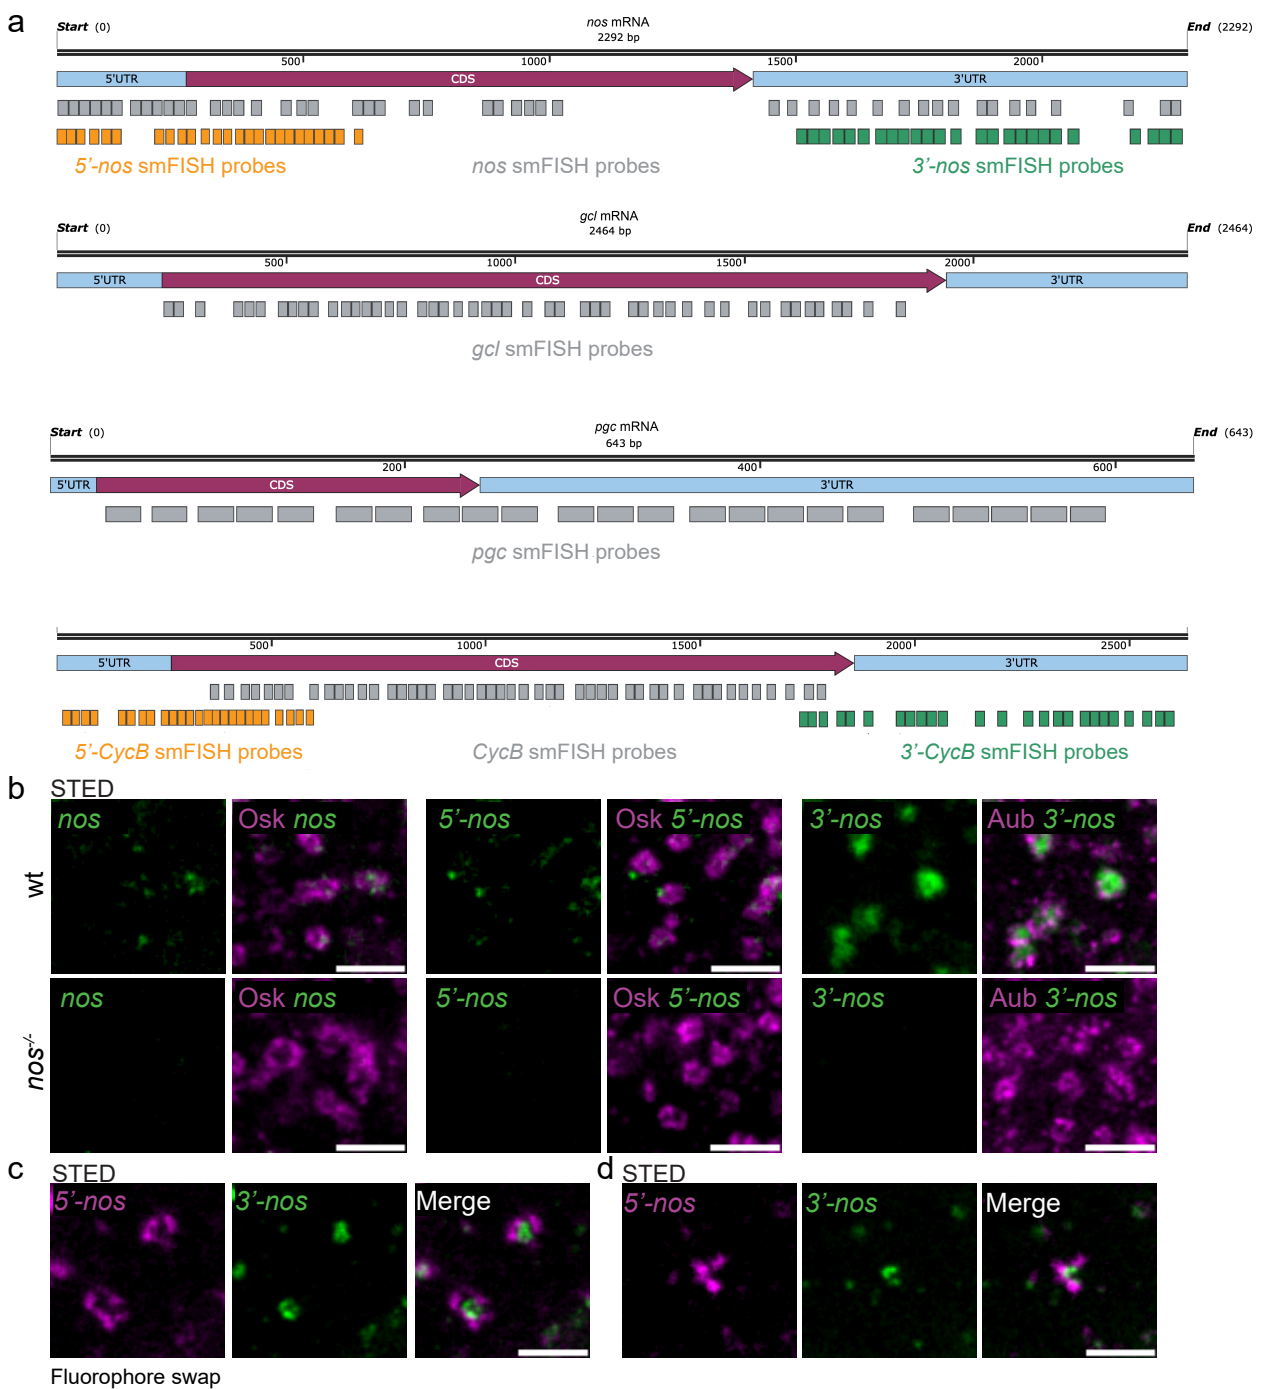 a
nos mRNA
2292 bp
Start (0)
End (2292)
500
1000
1500
2000
5'UTR
CDS
3'UTR
5'-nos smFISH probes
nos smFISH probes
3'-nos smFISH probes
gcl mRNA
2464 bp
Start (0)
End (2464)
500
1000
1500
2000
5'UTR
CDS
3'UTR
gcl smFISH probes
pgc mRNA
643 bp
Start (0)
End (643)
200
400
600
5'UTR
CDS
3'UTR
pgc smFISH probes
500
1000
1500
2000
2500
5'UTR
CDS
3'UTR
5'-CycB smFISH probes
CycB smFISH probes
3'-CycB smFISH probes
b
STED
wt
nos
Osk nos
5'-nos
Osk 5'-nos
3'-nos
Aub 3'-nos
nos-/-
nos
Osk nos
5'-nos
Osk 5'-nos
3'-nos
Aub 3'-nos
c
STED
5'-nos
3'-nos
Merge
Fluorophore swap
d
STED
5'-nos
3'-nos
Merge